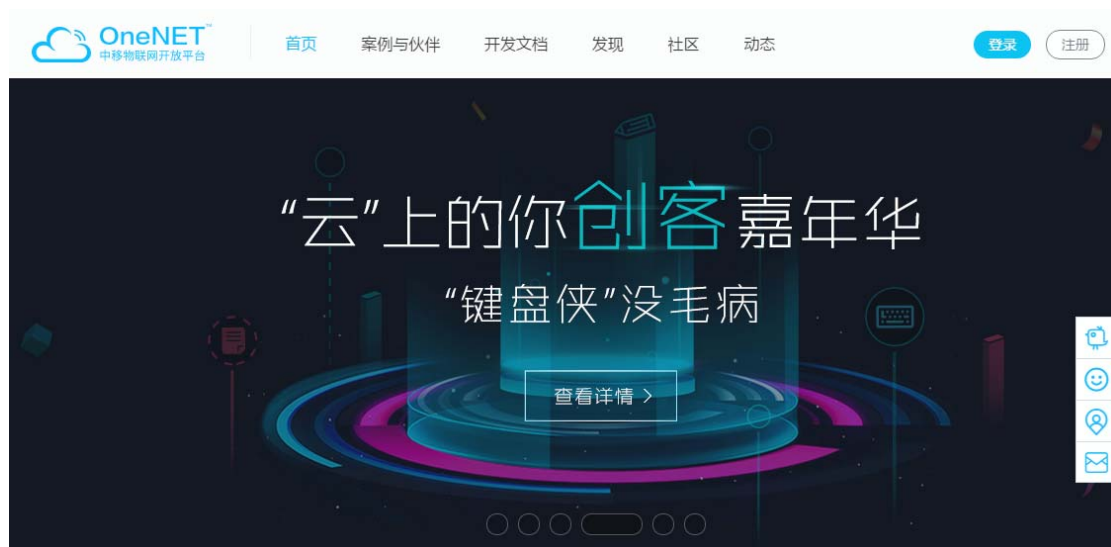 OneNET™
中移物联网开放平台
首页 案例与伙伴 开发文档 发现 社区 动态 登录 注册
“云”上的你创客嘉年华
“键盘侠”没毛病
查看详情 >